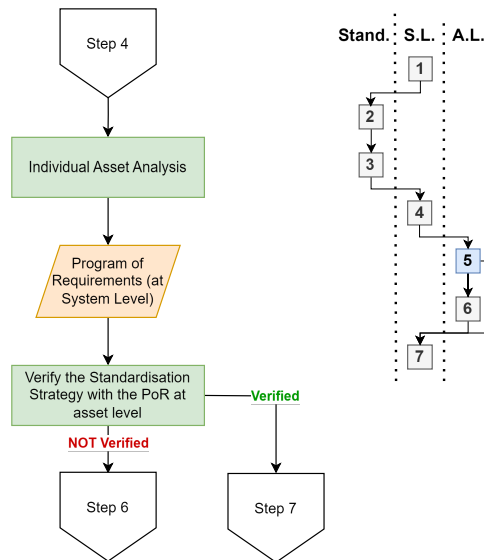 Step 4
Individual Asset Analysis
Program of
Requirements (at
System Level)
Verify the Standardisation
Strategy with the PoR at
asset level
Verified
NOT Verified
Step 6
Step 7
Stand.
S.L.
A.L.
1
2
3
4
5
6
7